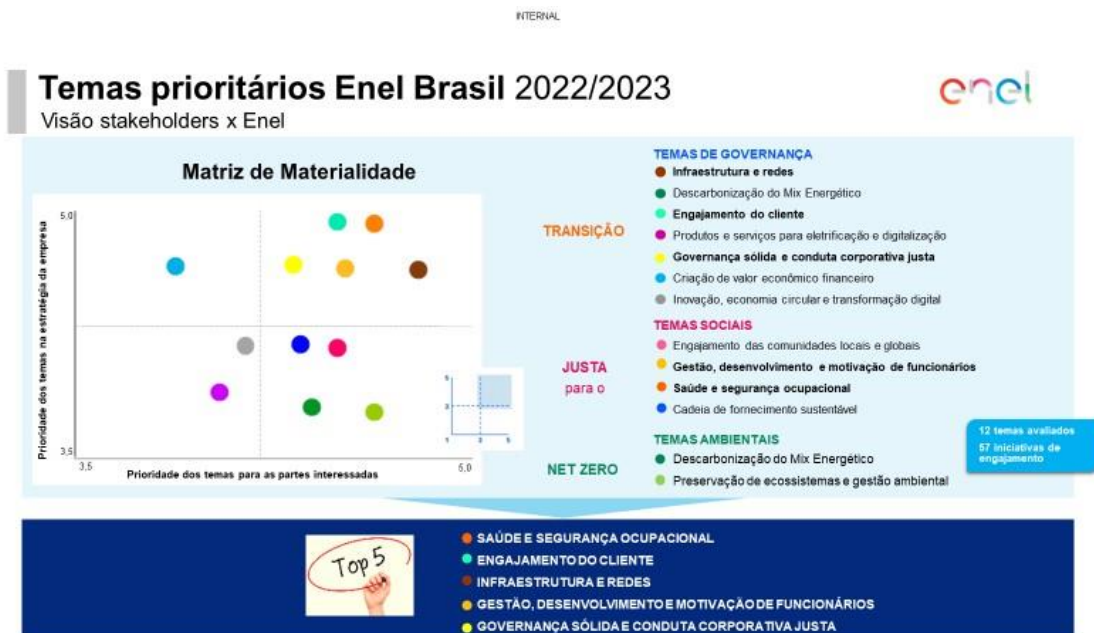 INTERNAL
Temas prioritários Enel Brasil 2022/2023
Visão stakeholders x Enel
enel
Matriz de Materialidade
Prioridade dos temas na estratégia da empresa
5,0
3,5
3,5
5,0
Prioridade dos temas para as partes interessadas
5
3
1
3
5
TRANSIÇÃO
JUSTA
para o
NET ZERO
TEMAS DE GOVERNANÇA
Infraestrutura e redes
Descarbonização do Mix Energético
Engajamento do cliente
Produtos e serviços para eletrificação e digitalização
Governança sólida e conduta corporativa justa
Criação de valor econômico financeiro
Inovação, economia circular e transformação digital
TEMAS SOCIAIS
Engajamento das comunidades locais e globais
Gestão, desenvolvimento e motivação de funcionários
Saúde e segurança ocupacional
Cadeia de fornecimento sustentável
TEMAS AMBIENTAIS
Descarbonização do Mix Energético
Preservação de ecossistemas e gestão ambiental
12 temas avaliados
57 iniciativas de
engajamento
Top 5
SAÚDE E SEGURANÇA OCUPACIONAL
ENGAJAMENTO DO CLIENTE
INFRAESTRUTURA E REDES
GESTÃO, DESENVOLVIMENTO E MOTIVAÇÃO DE FUNCIONÁRIOS
GOVERNANÇA SÓLIDA E CONDUTA CORPORATIVA JUSTA